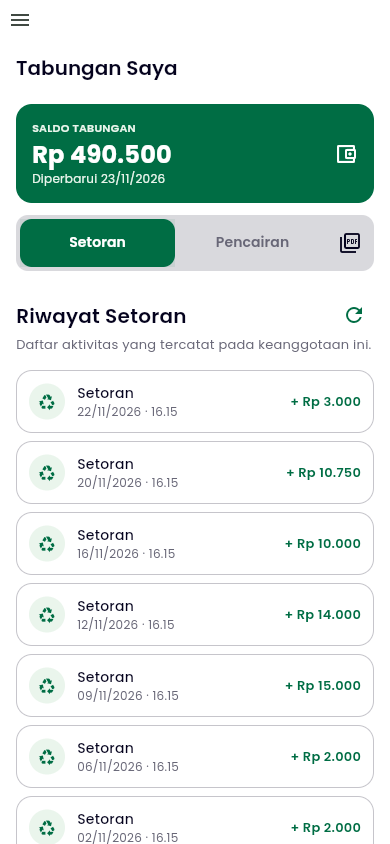 Tabungan Saya
SALDO TABUNGAN
Rp 490.500
Diperbarui 23/11/2026
Setoran
Pencairan
PDF
Riwayat Setoran
Daftar aktivitas yang tercatat pada keanggotaan ini.
Setoran
22/11/2026 · 16.15
+ Rp 3.000
Setoran
20/11/2026 · 16.15
+ Rp 10.750
Setoran
16/11/2026 · 16.15
+ Rp 10.000
Setoran
12/11/2026 · 16.15
+ Rp 14.000
Setoran
09/11/2026 · 16.15
+ Rp 15.000
Setoran
06/11/2026 · 16.15
+ Rp 2.000
Setoran
02/11/2026 · 16.15
+ Rp 2.000